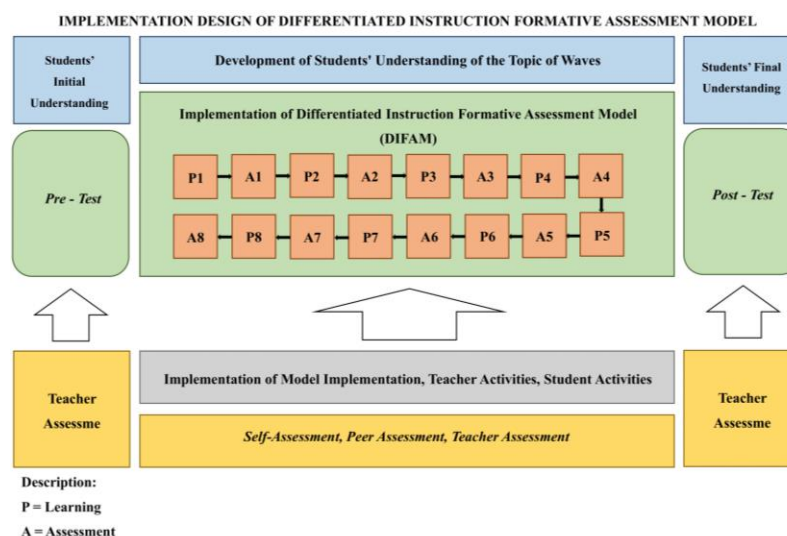 IMPLEMENTATION DESIGN OF DIFFERENTIATED INSTRUCTION FORMATIVE ASSESSMENT MODEL
Students'
Initial
Understanding
Development of Students' Understanding of the Topic of Waves
Students' Final
Understanding
Pre - Test
Implementation of Differentiated Instruction Formative Assessment Model
(DIFAM)
P1 A1 P2 A2 P3 A3 P4 A4
A8 P8 A7 P7 A6 P6 A5 P5
Post - Test
Teacher
Assessme
Implementation of Model Implementation, Teacher Activities, Student Activities
Self-Assessment, Peer Assessment, Teacher Assessment
Teacher
Assessme
Description:
P = Learning
A = Assessment